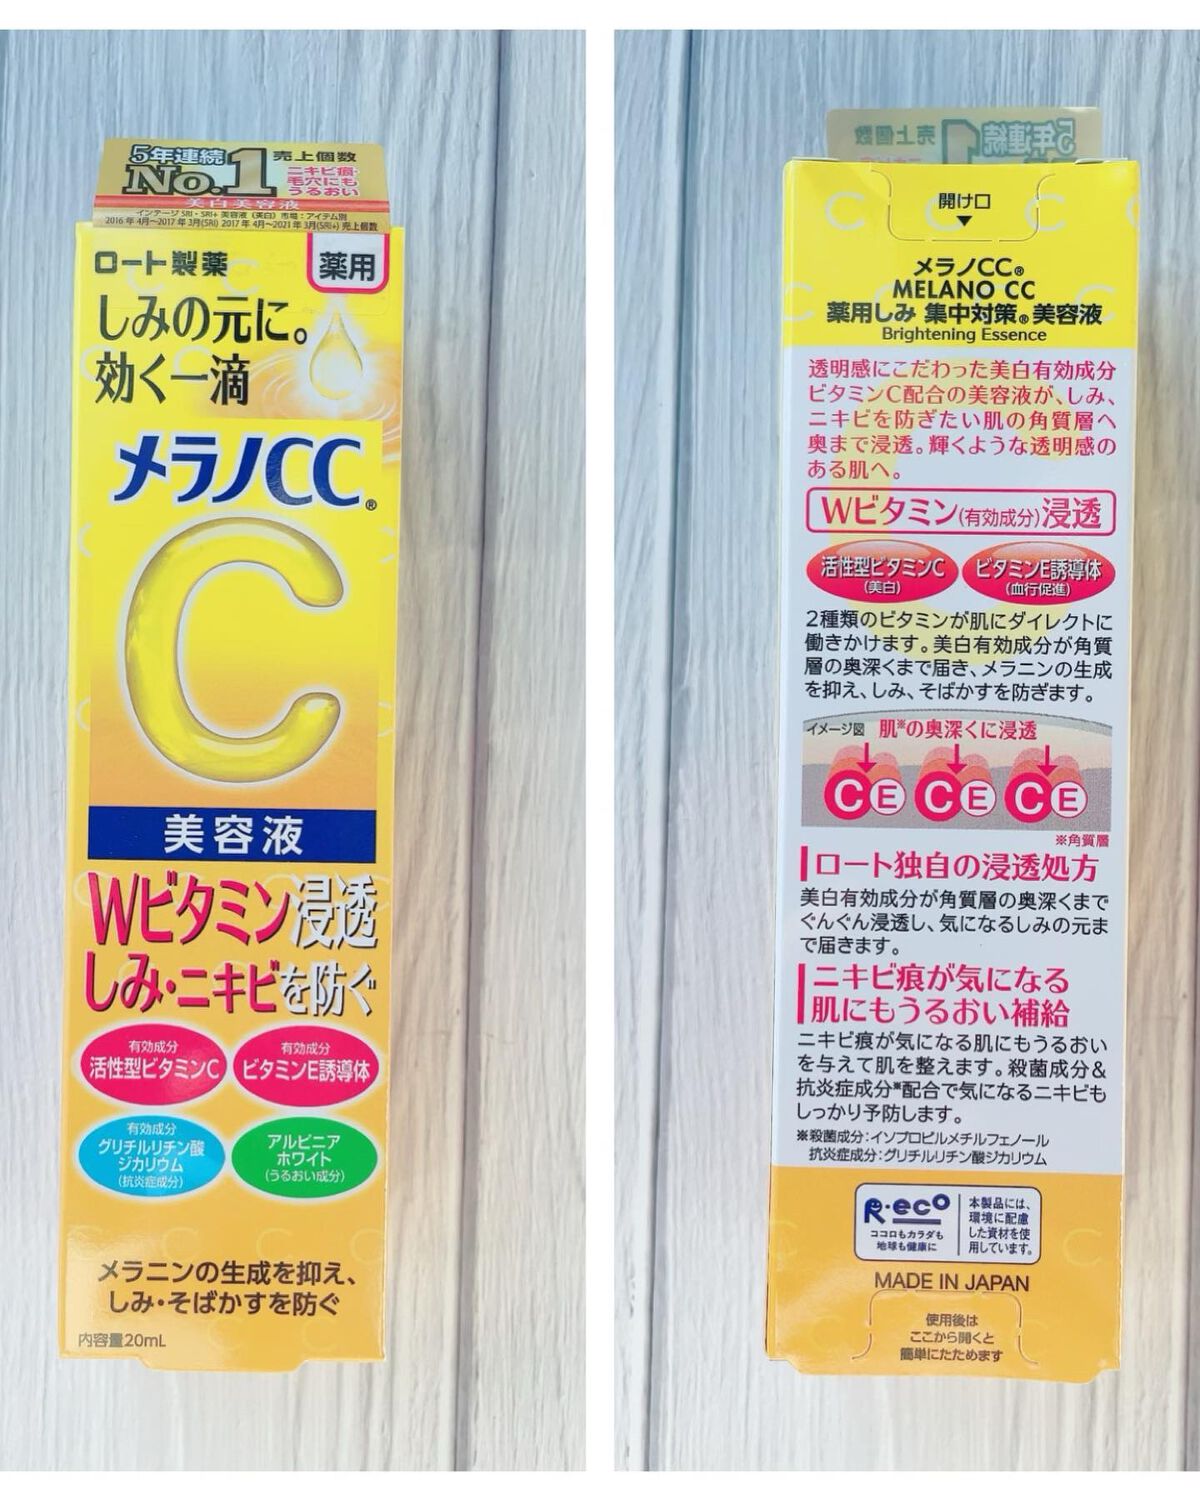 5年連続
No.1
売上個数
ニキビ痕・
毛穴にも
うるおい
美白美容液
インテージSRI・SRI+ 美容液（美白）市場：アイテム別
2016年4月〜2017年3月(SRI) 2017年4月〜2021年3月(SRI+) 売上個数
ロート製薬
薬用
しみの元に。
効く一滴
メラノCC®
C
美容液
Wビタミン浸透
しみ・ニキビを防ぐ
有効成分
活性型ビタミンC
有効成分
ビタミンE誘導体
有効成分
グリチルリチン酸
ジカリウム
(抗炎症成分)
アルピニア
ホワイト
(うるおい成分)
メラニンの生成を抑え、
しみ・そばかすを防ぐ
内容量20mL
5年連続
1
売上個数
開け口
▼
メラノCC®
MELANO CC
薬用しみ 集中対策®美容液
Brightening Essence
透明感にこだわった美白有効成分
ビタミンC配合の美容液が、しみ、
ニキビを防ぎたい肌の角質層へ
奥まで浸透。輝くような透明感の
ある肌へ。
Wビタミン(有効成分)浸透
活性型ビタミンC
(美白)
ビタミンE誘導体
(血行促進)
2種類のビタミンが肌にダイレクトに
働きかけます。美白有効成分が角質
層の奥深くまで届き、メラニンの生成
を抑え、しみ、そばかすを防ぎます。
イメージ図 肌※の奥深くに浸透
C E C E C E
※角質層
ロート独自の浸透処方
美白有効成分が角質層の奥深くまで
ぐんぐん浸透し、気になるしみの元ま
で届きます。
ニキビ痕が気になる
肌にもうるおい補給
ニキビ痕が気になる肌にもうるおい
を与えて肌を整えます。殺菌成分&
抗炎症成分※配合で気になるニキビも
しっかり予防します。
※殺菌成分：イソプロピルメチルフェノール
抗炎症成分：グリチルリチン酸ジカリウム
R・eco
ココロもカラダも
地球も健康に
本製品には、
環境に配慮
した資材を使
用しています。
MADE IN JAPAN
使用後は
ここから開くと
簡単にたためます